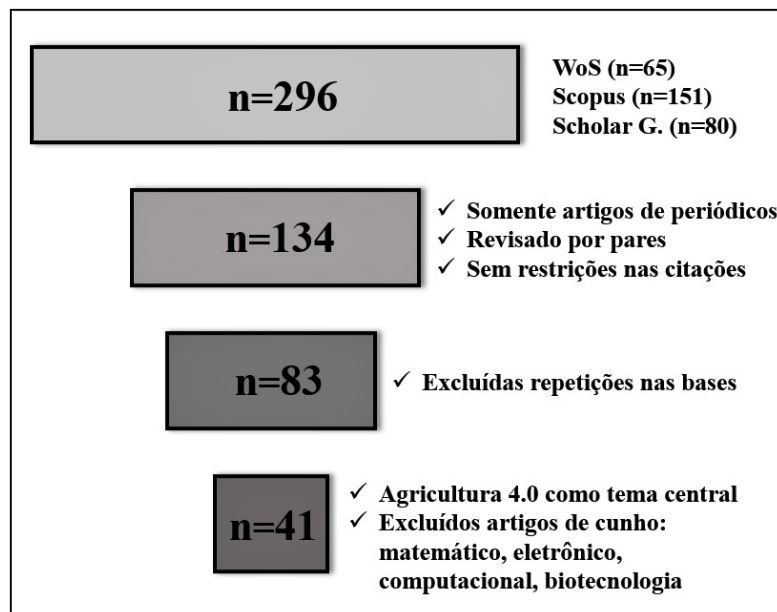 n=296
WoS (n=65)
Scopus (n=151)
Scholar G. (n=80)
n=134
✓ Somente artigos de periódicos
✓ Revisado por pares
✓ Sem restrições nas citações
n=83
✓ Excluídas repetições nas bases
n=41
✓ Agricultura 4.0 como tema central
✓ Excluídos artigos de cunho:
matemático, eletrônico,
computacional, biotecnologia